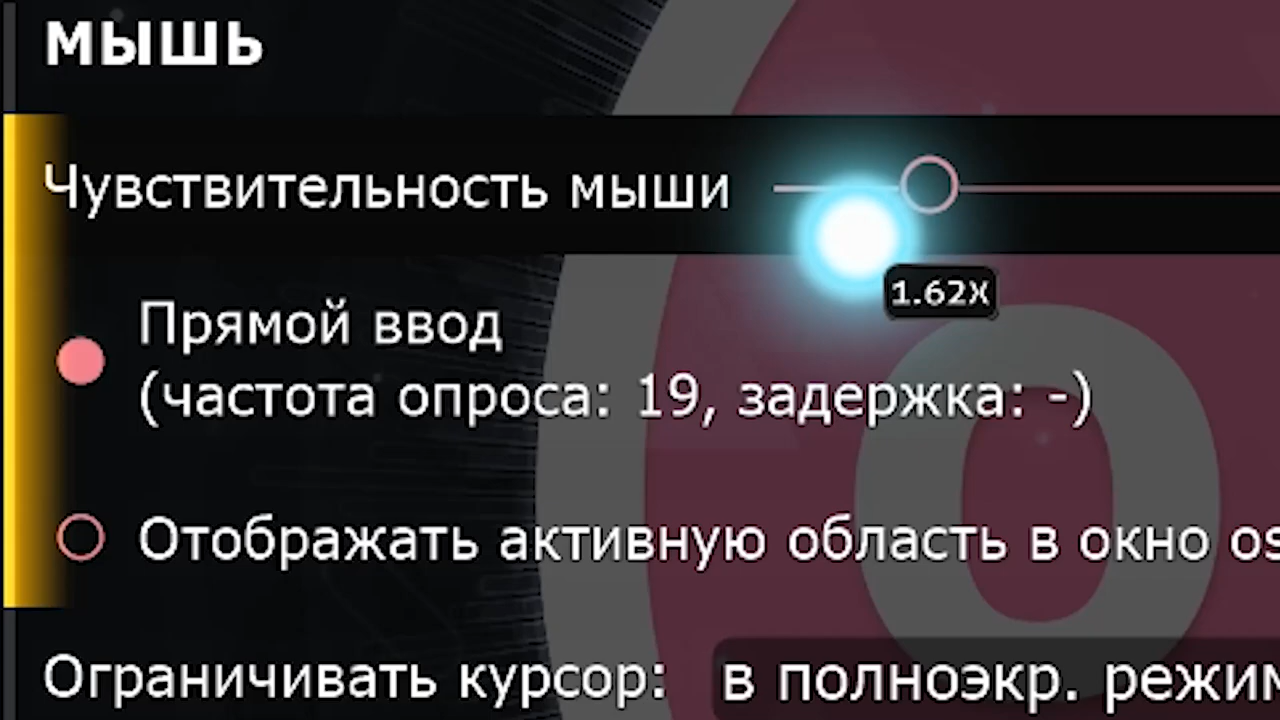 МЫШЬ
Чувствительность мыши
1.62X
Прямой ввод
(частота опроса: 19, задержка: -)
Отображать активную область в окно os
Ограничивать курсор: в полноэкр. режим